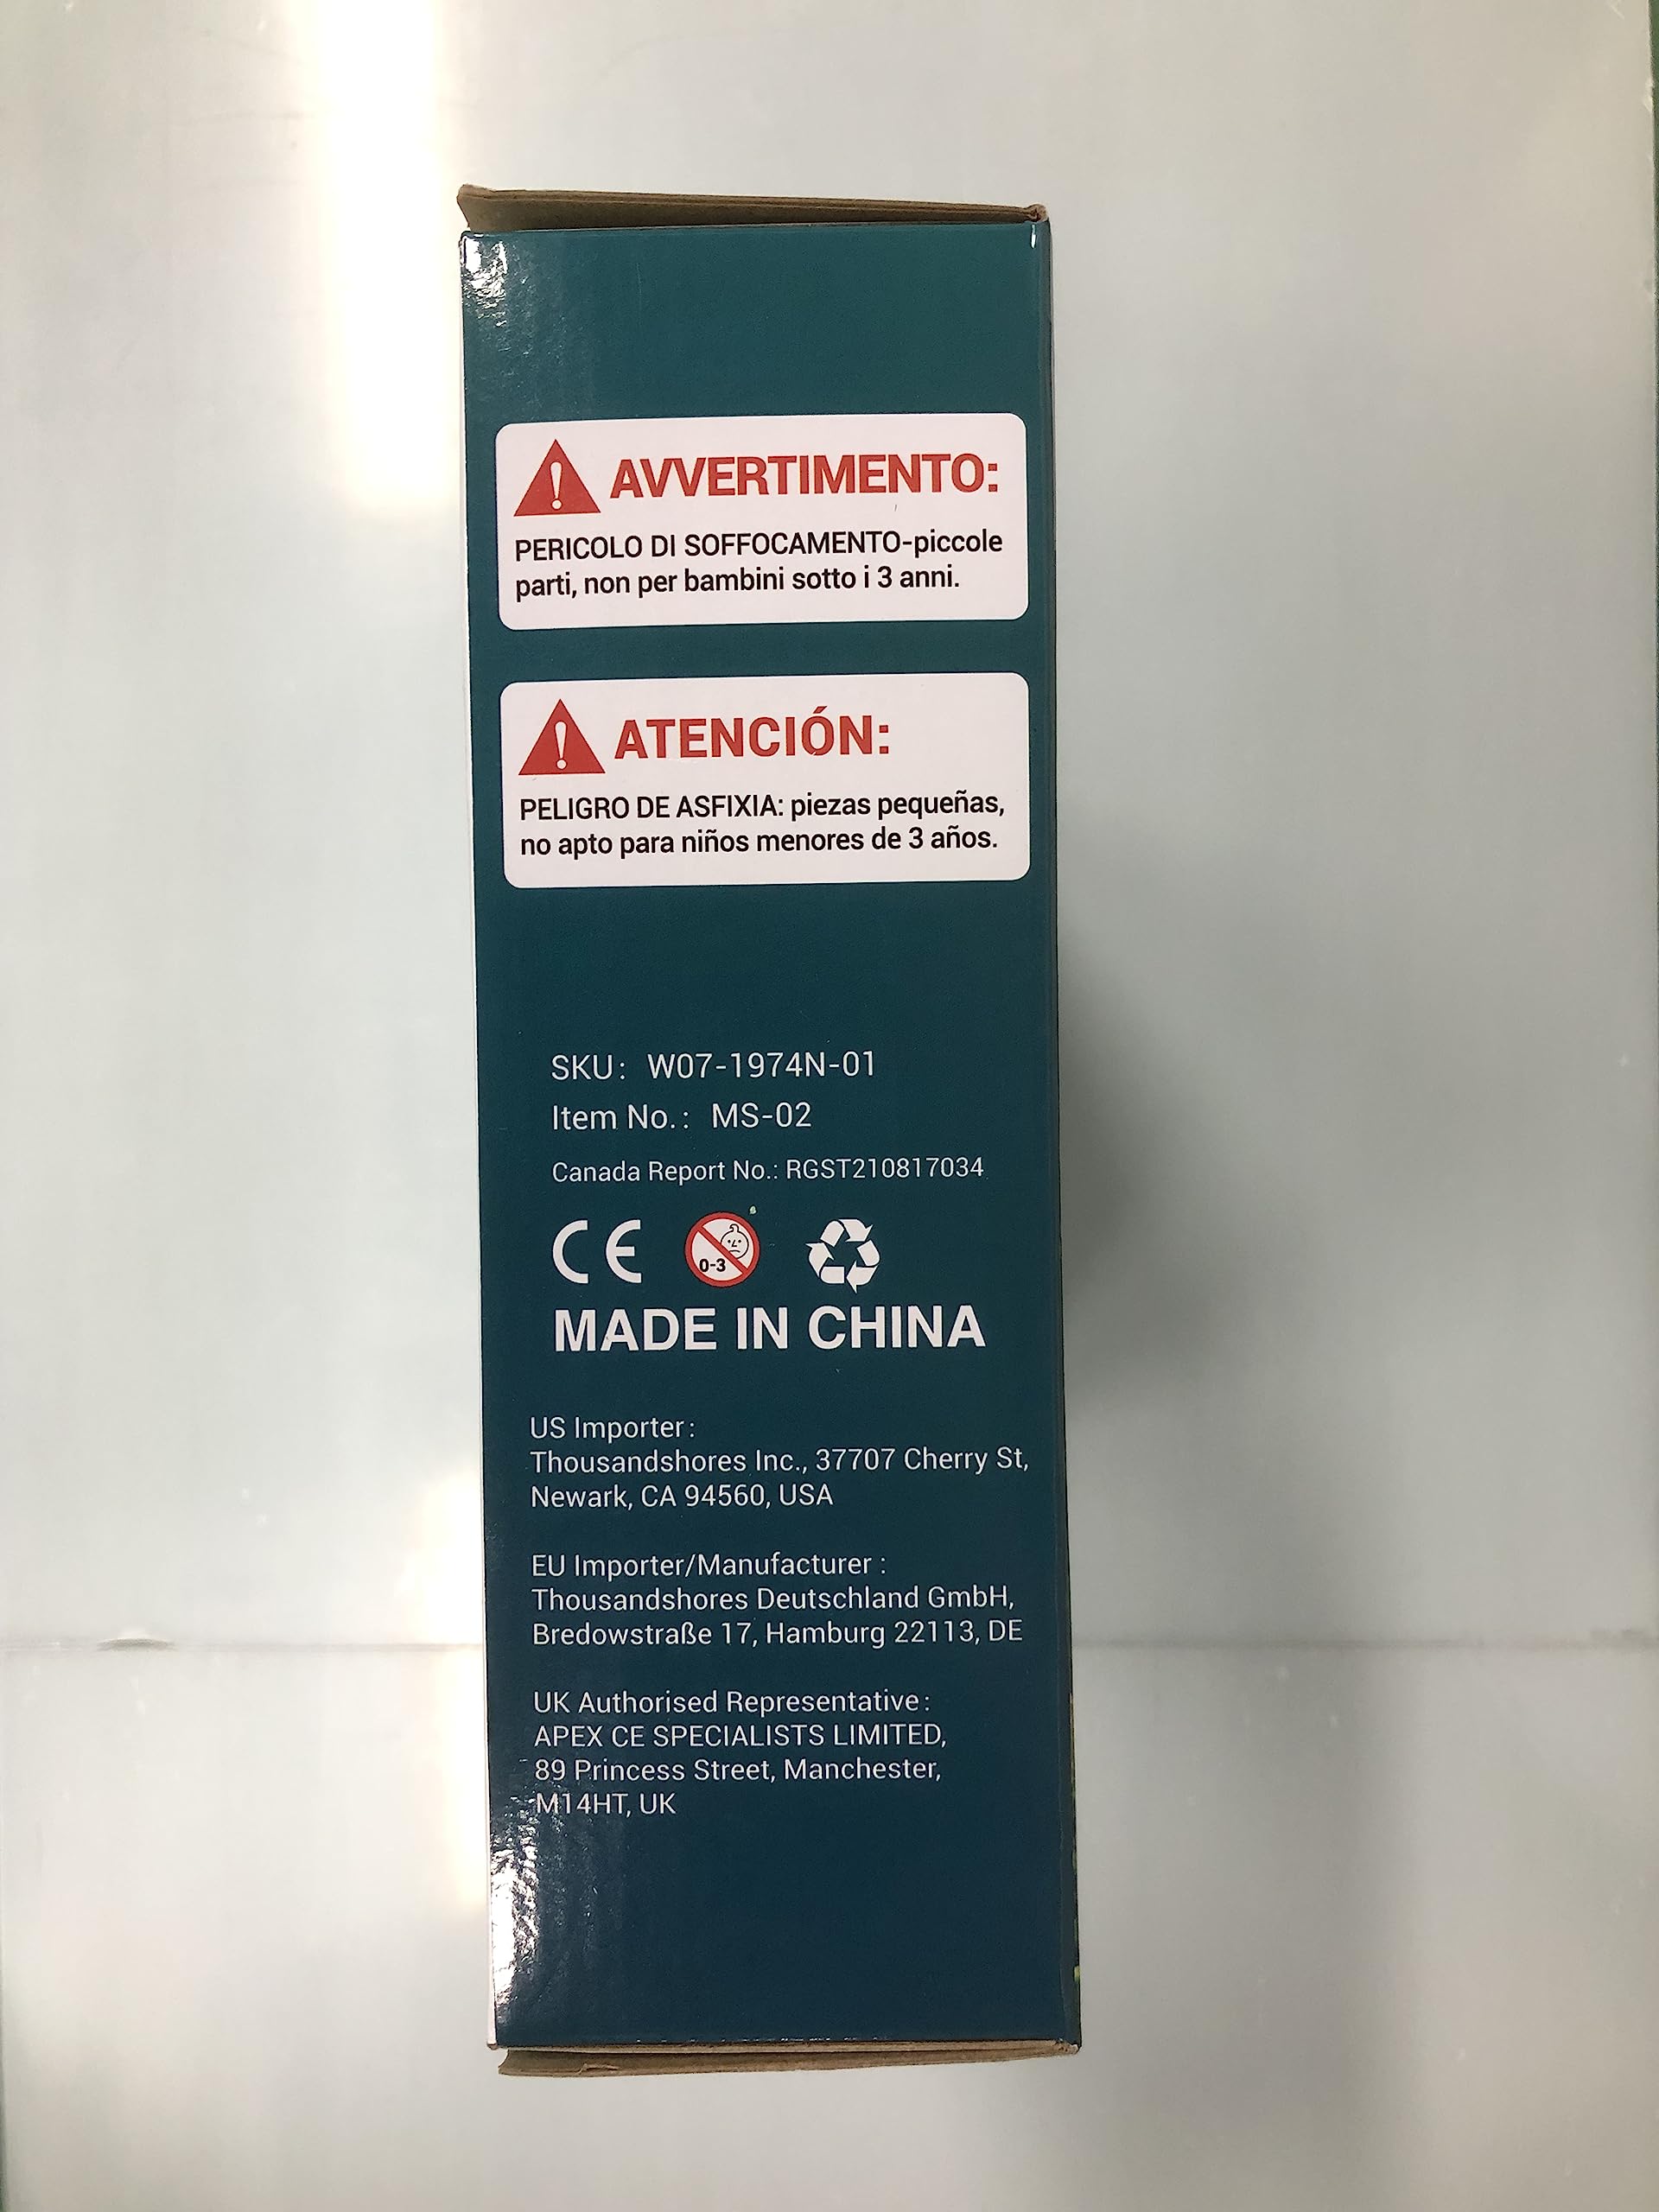 AVVERTIMENTO:
PERICOLO DI SOFFOCAMENTO-piccole
parti, non per bambini sotto i 3 anni.
ATENCIÓN:
PELIGRO DE ASFIXIA: piezas pequeñas,
no apto para niños menores de 3 años.
SKU: W07-1974N-01
Item No.: MS-02
Canada Report No.: RGST210817034
CE 0-3
MADE IN CHINA
US Importer:
Thousandshores Inc., 37707 Cherry St,
Newark, CA 94560, USA
EU Importer/Manufacturer :
Thousandshores Deutschland GmbH,
Bredowstraße 17, Hamburg 22113, DE
UK Authorised Representative:
APEX CE SPECIALISTS LIMITED,
89 Princess Street, Manchester,
M14HT, UK